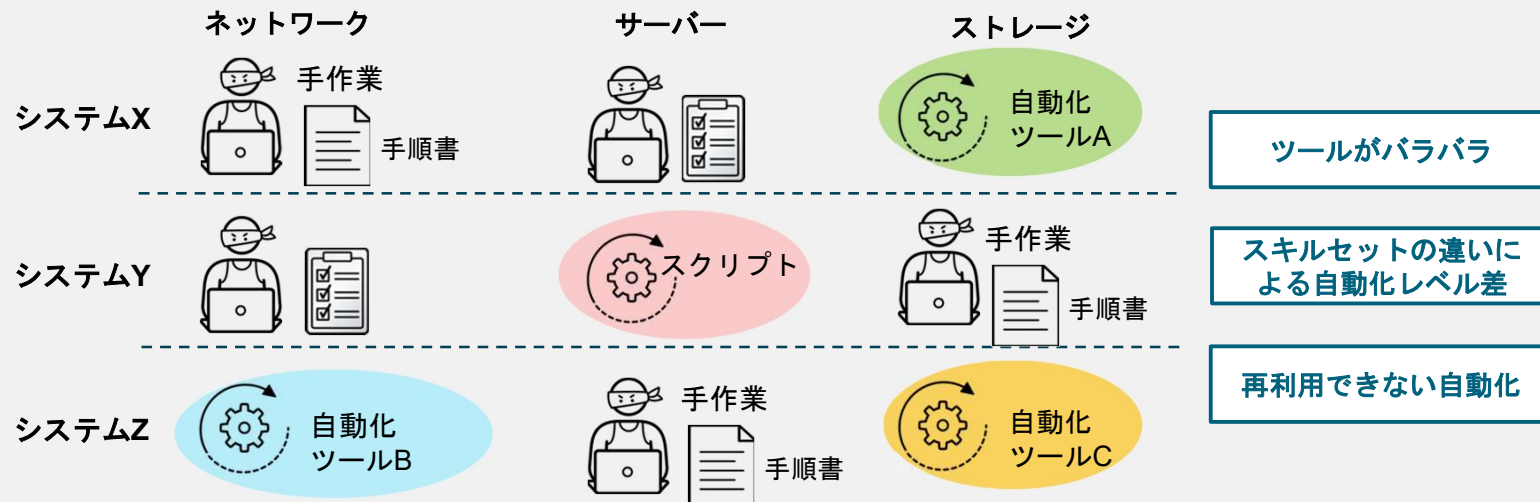 ネットワーク
サーバー
ストレージ
システムX
手作業
手順書
自動化
ツールA
システムY
スクリプト
手作業
手順書
システムZ
自動化
ツールB
手作業
手順書
自動化
ツールC
ツールがバラバラ
スキルセットの違いに
よる自動化レベル差
再利用できない自動化